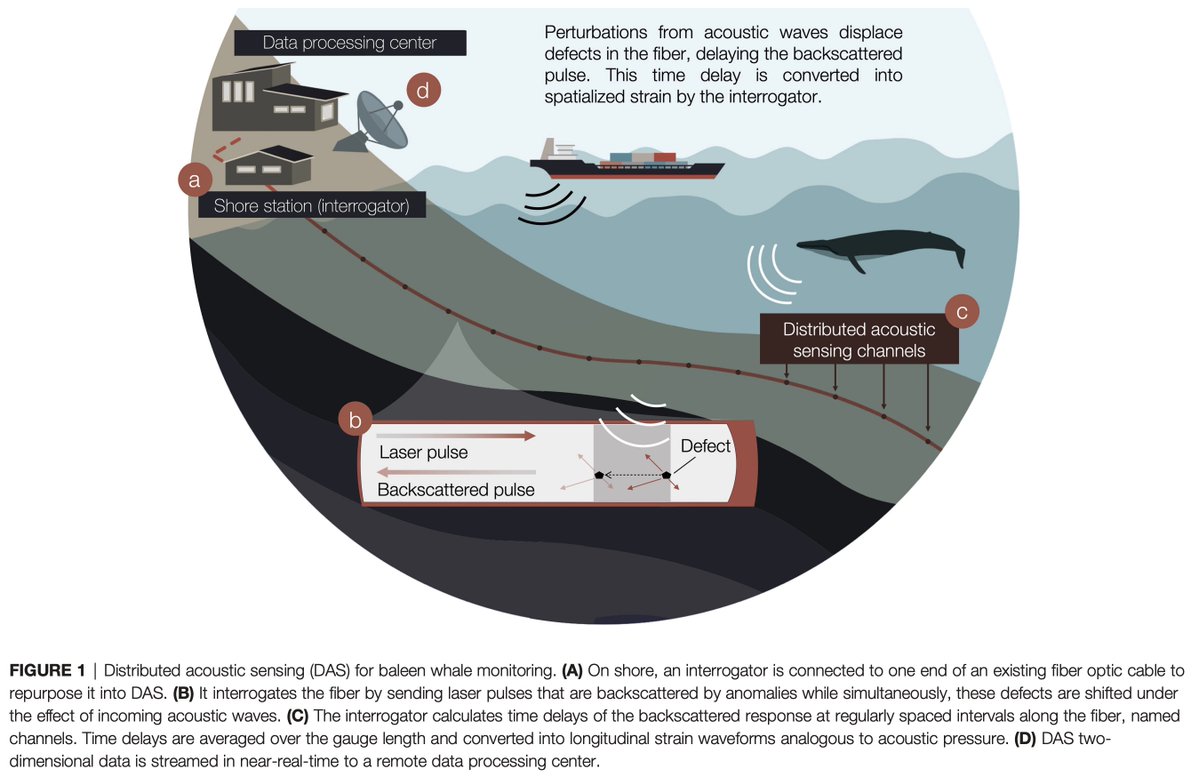 Data processing center
Perturbations from acoustic waves displace
defects in the fiber, delaying the backscattered
pulse. This time delay is converted into
spatialized strain by the interrogator.
d
a
Shore station (interrogator)
c
Distributed acoustic
sensing channels
b
Laser pulse
Defect
Backscattered pulse
FIGURE 1 | Distributed acoustic sensing (DAS) for baleen whale monitoring. (A) On shore, an interrogator is connected to one end of an existing fiber optic cable to
repurpose it into DAS. (B) It interrogates the fiber by sending laser pulses that are backscattered by anomalies while simultaneously, these defects are shifted under
the effect of incoming acoustic waves. (C) The interrogator calculates time delays of the backscattered response at regularly spaced intervals along the fiber, named
channels. Time delays are averaged over the gauge length and converted into longitudinal strain waveforms analogous to acoustic pressure. (D) DAS two-
dimensional data is streamed in near-real-time to a remote data processing center.